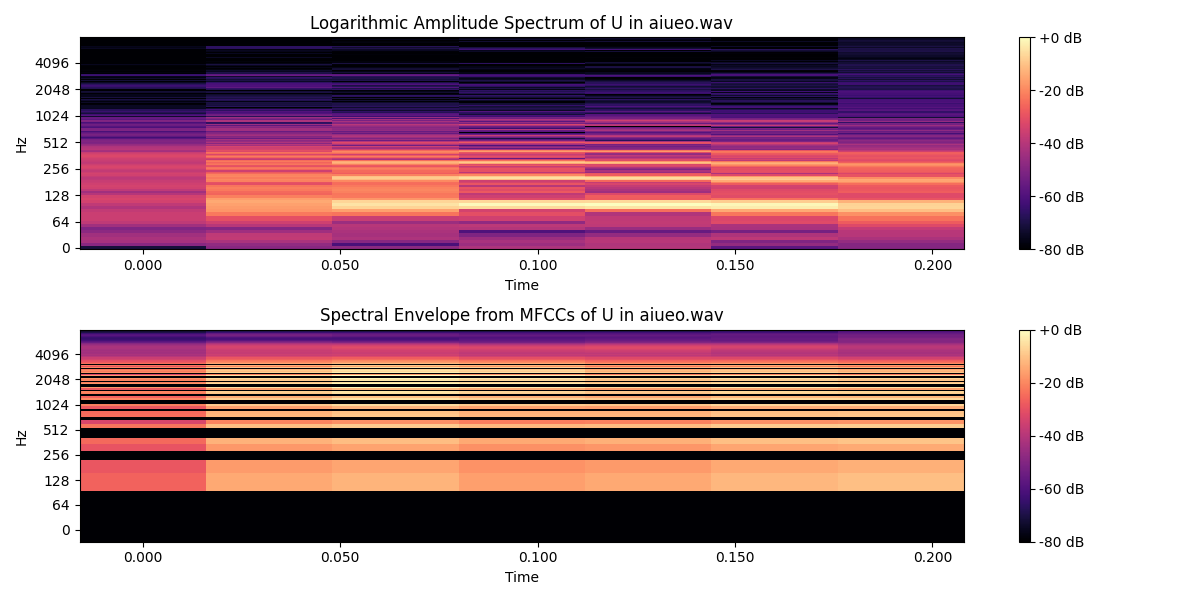 Logarithmic Amplitude Spectrum of U in aiueo.wav
Hz
4096
2048
1024
512
256
128
64
0
0.000
0.050
0.100
0.150
0.200
Time
+0 dB
-20 dB
-40 dB
-60 dB
-80 dB
Spectral Envelope from MFCCs of U in aiueo.wav
Hz
4096
2048
1024
512
256
128
64
0
0.000
0.050
0.100
0.150
0.200
Time
+0 dB
-20 dB
-40 dB
-60 dB
-80 dB